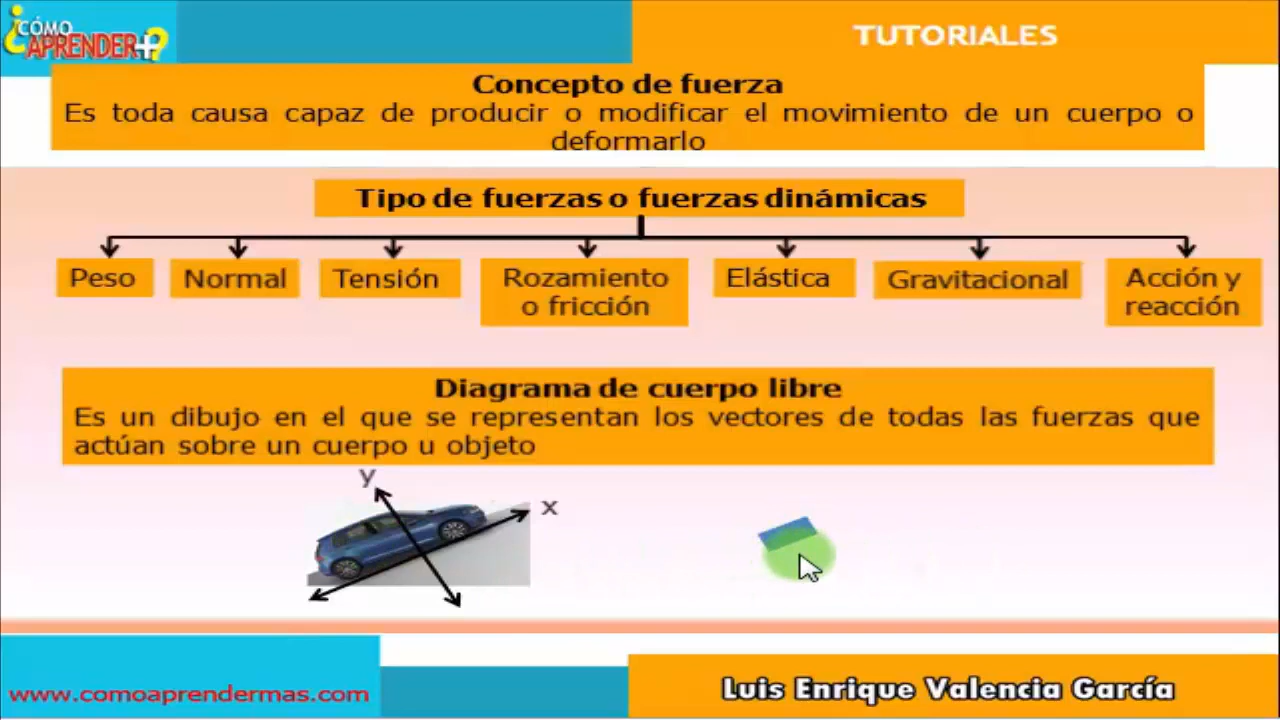 ¿CÓMO
APRENDER+?
TUTORIALES
Concepto de fuerza
Es toda causa capaz de producir o modificar el movimiento de un cuerpo o
deformarlo
Tipo de fuerzas o fuerzas dinámicas
Peso
Normal
Tensión
Rozamiento
o fricción
Elástica
Gravitacional
Acción y
reacción
Diagrama de cuerpo libre
Es un dibujo en el que se representan los vectores de todas las fuerzas que
actúan sobre un cuerpo u objeto
y
x
www.comoaprendermas.com
Luis Enrique Valencia García